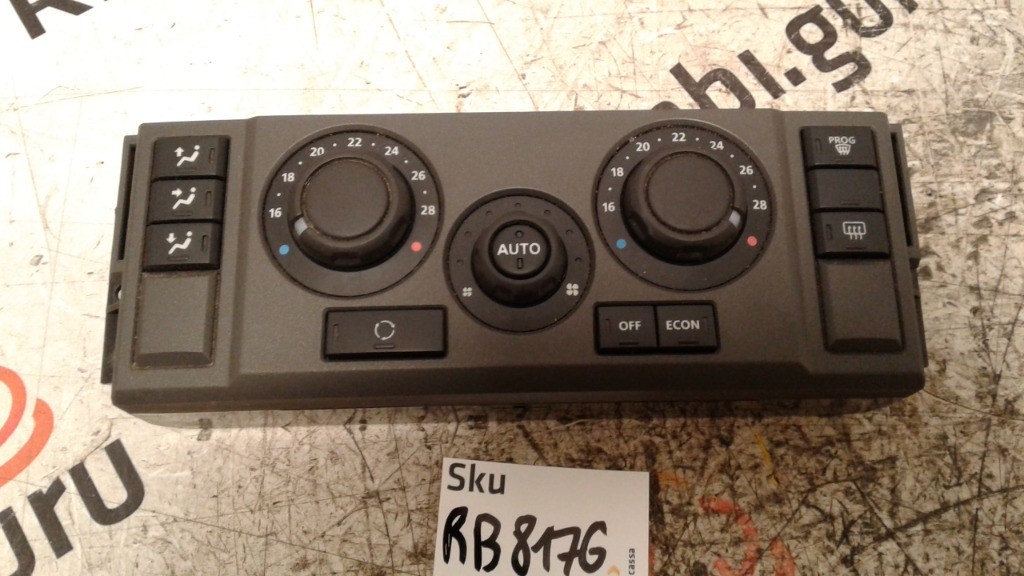 bi.guru
22
20 24
18 26
16 28
AUTO
22
20 24
18 26
16 28
PROG
OFF ECON
uru
Sku
RB817G
cassa